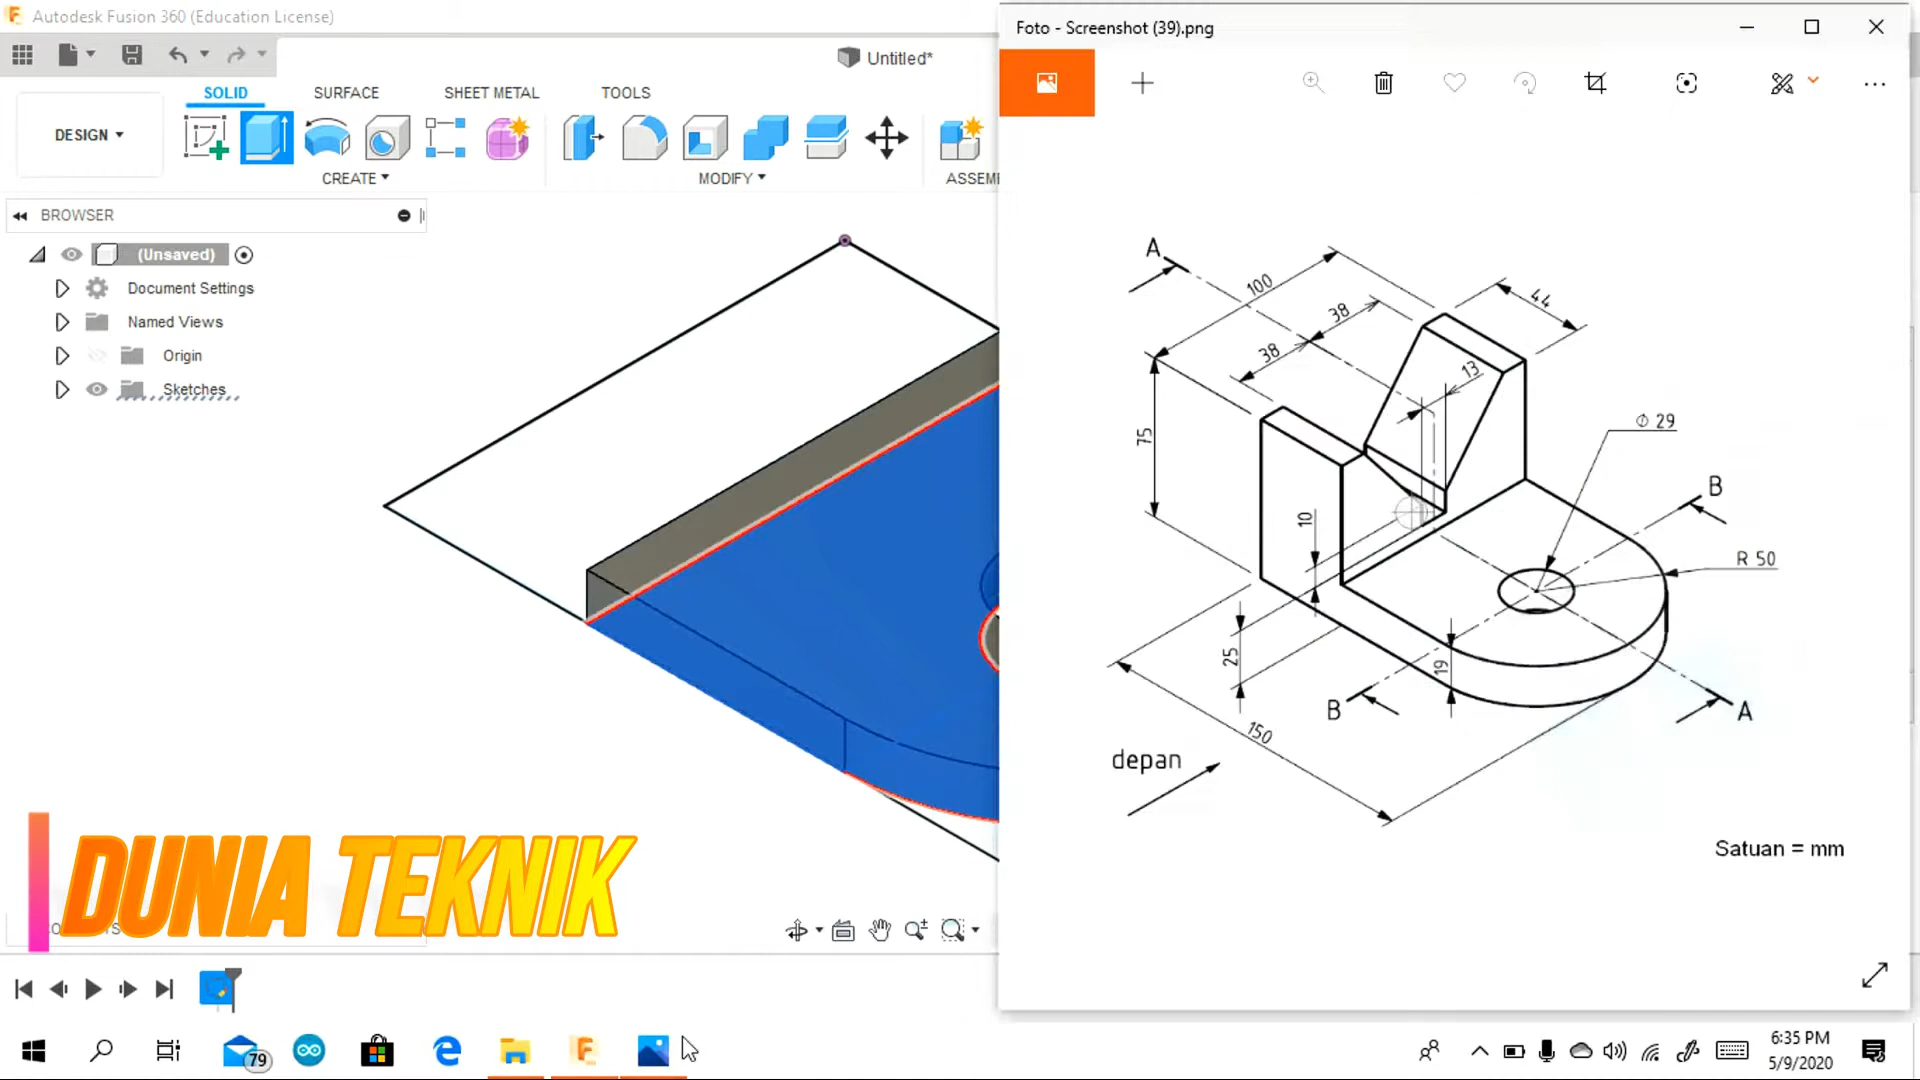 Autodesk Fusion 360 (Education License)
Foto - Screenshot (39).png
Untitled*
SOLID
SURFACE
SHEET METAL
TOOLS
DESIGN
CREATE
MODIFY
BROWSER
(Unsaved)
Document Settings
Named Views
Origin
Sketches
A
100
38
44
38
13
75
Φ 29
B
10
R 50
25
19
B
A
150
depan
Satuan = mm
DUNIA TEKNIK
79
6:35 PM
5/9/2020